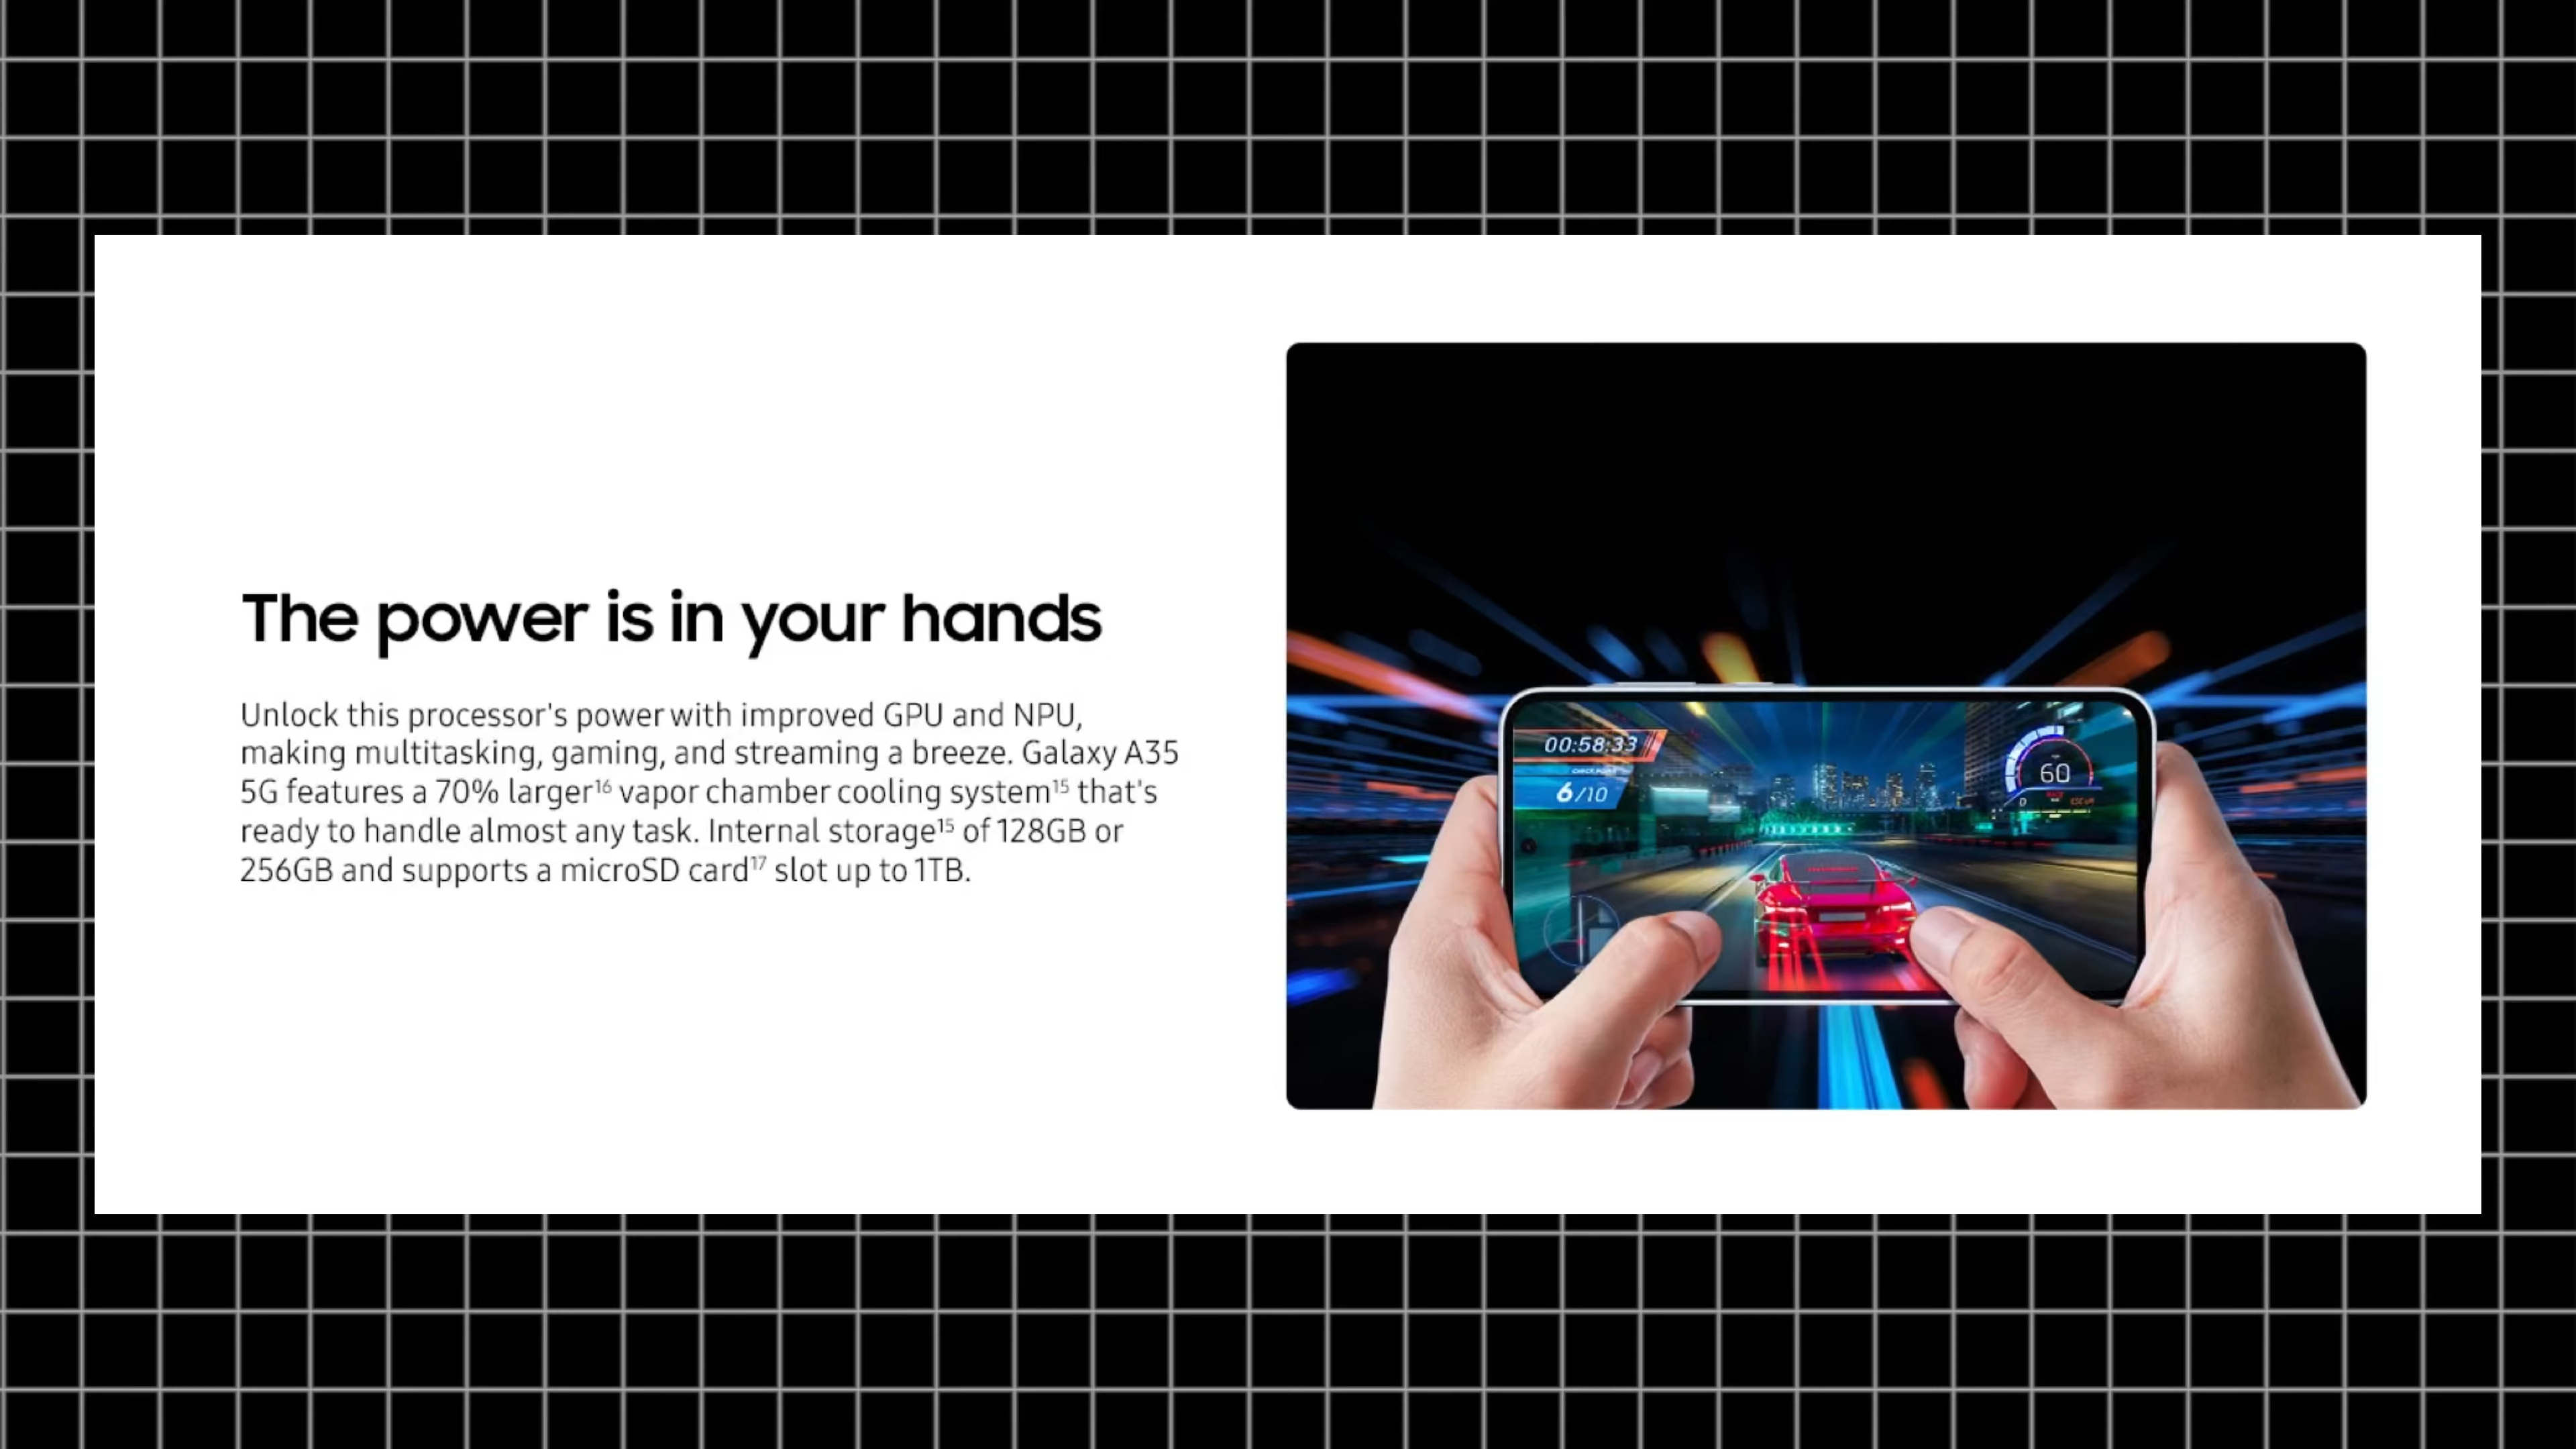 The power is in your hands
Unlock this processor's power with improved GPU and NPU,
making multitasking, gaming, and streaming a breeze. Galaxy A35
5G features a 70% larger¹⁶ vapor chamber cooling system¹⁵ that's
ready to handle almost any task. Internal storage¹⁵ of 128GB or
256GB and supports a microSD card¹⁷ slot up to 1TB.
00:58:33
6/10
60